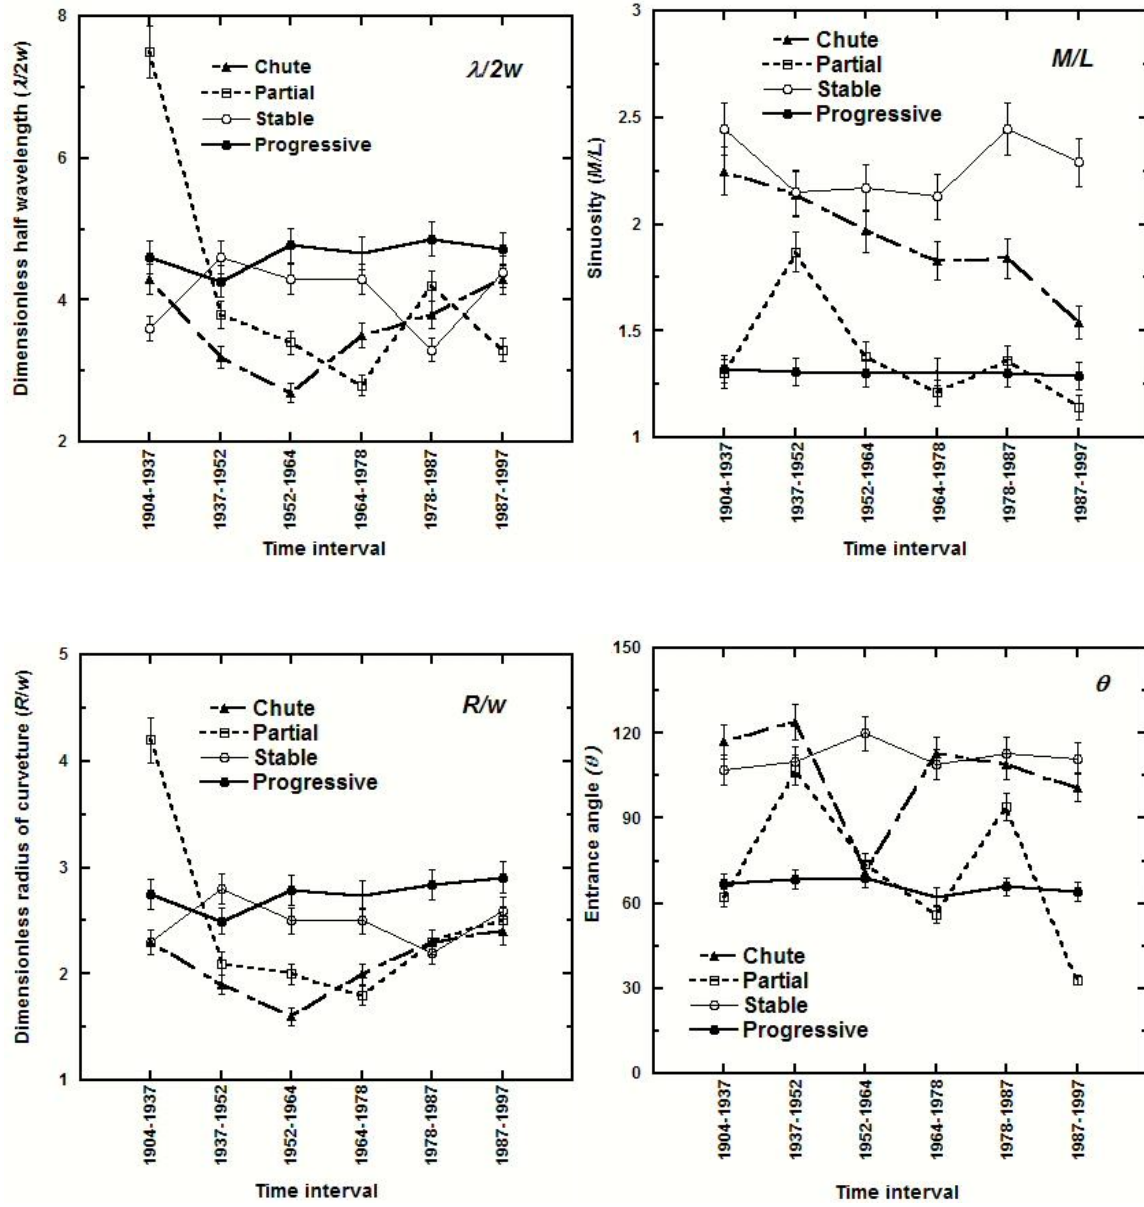 8
6
4
2
Dimensionless half wavelength (λ/2w)
Chute
Partial
Stable
Progressive
λ/2w
1904-1937
1937-1952
1952-1964
1964-1978
1978-1987
1987-1997
Time interval
3
2.5
2
1.5
1
Sinuosity (M/L)
Chute
Partial
Stable
Progressive
M/L
1904-1937
1937-1952
1952-1964
1964-1978
1978-1987
1987-1997
Time interval
5
4
3
2
1
Dimensionless radius of curveture (R/w)
Chute
Partial
Stable
Progressive
R/w
1904-1937
1937-1952
1952-1964
1964-1978
1978-1987
1987-1997
Time interval
150
120
90
60
30
0
Entrance angle (θ)
θ
Chute
Partial
Stable
Progressive
1904-1937
1937-1952
1952-1964
1964-1978
1978-1987
1987-1997
Time interval